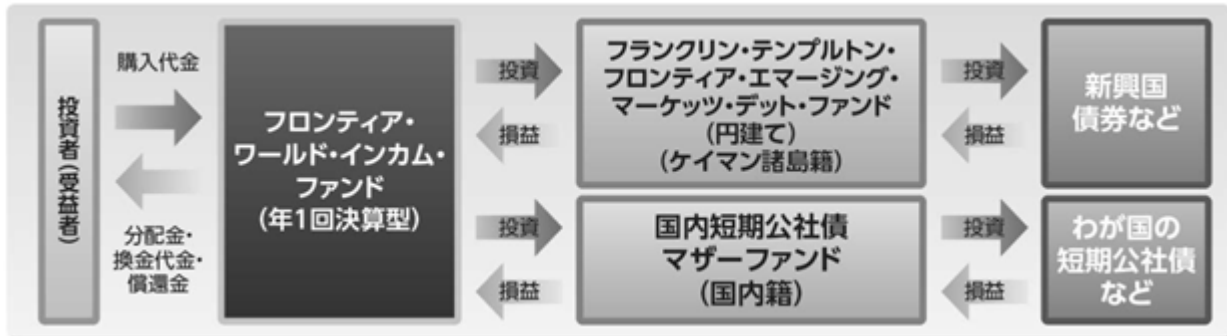 投資者(受益者)
購入代金
分配金・
換金代金・
償還金
フロンティア・
ワールド・インカム・
ファンド
(年1回決算型)
投資
損益
フランクリン・テンプルトン・
フロンティア・エマージング・
マーケッツ・デット・ファンド
(円建て)
(ケイマン諸島籍)
投資
損益
新興国
債券など
投資
損益
国内短期公社債
マザーファンド
(国内籍)
投資
損益
わが国の
短期公社債
など